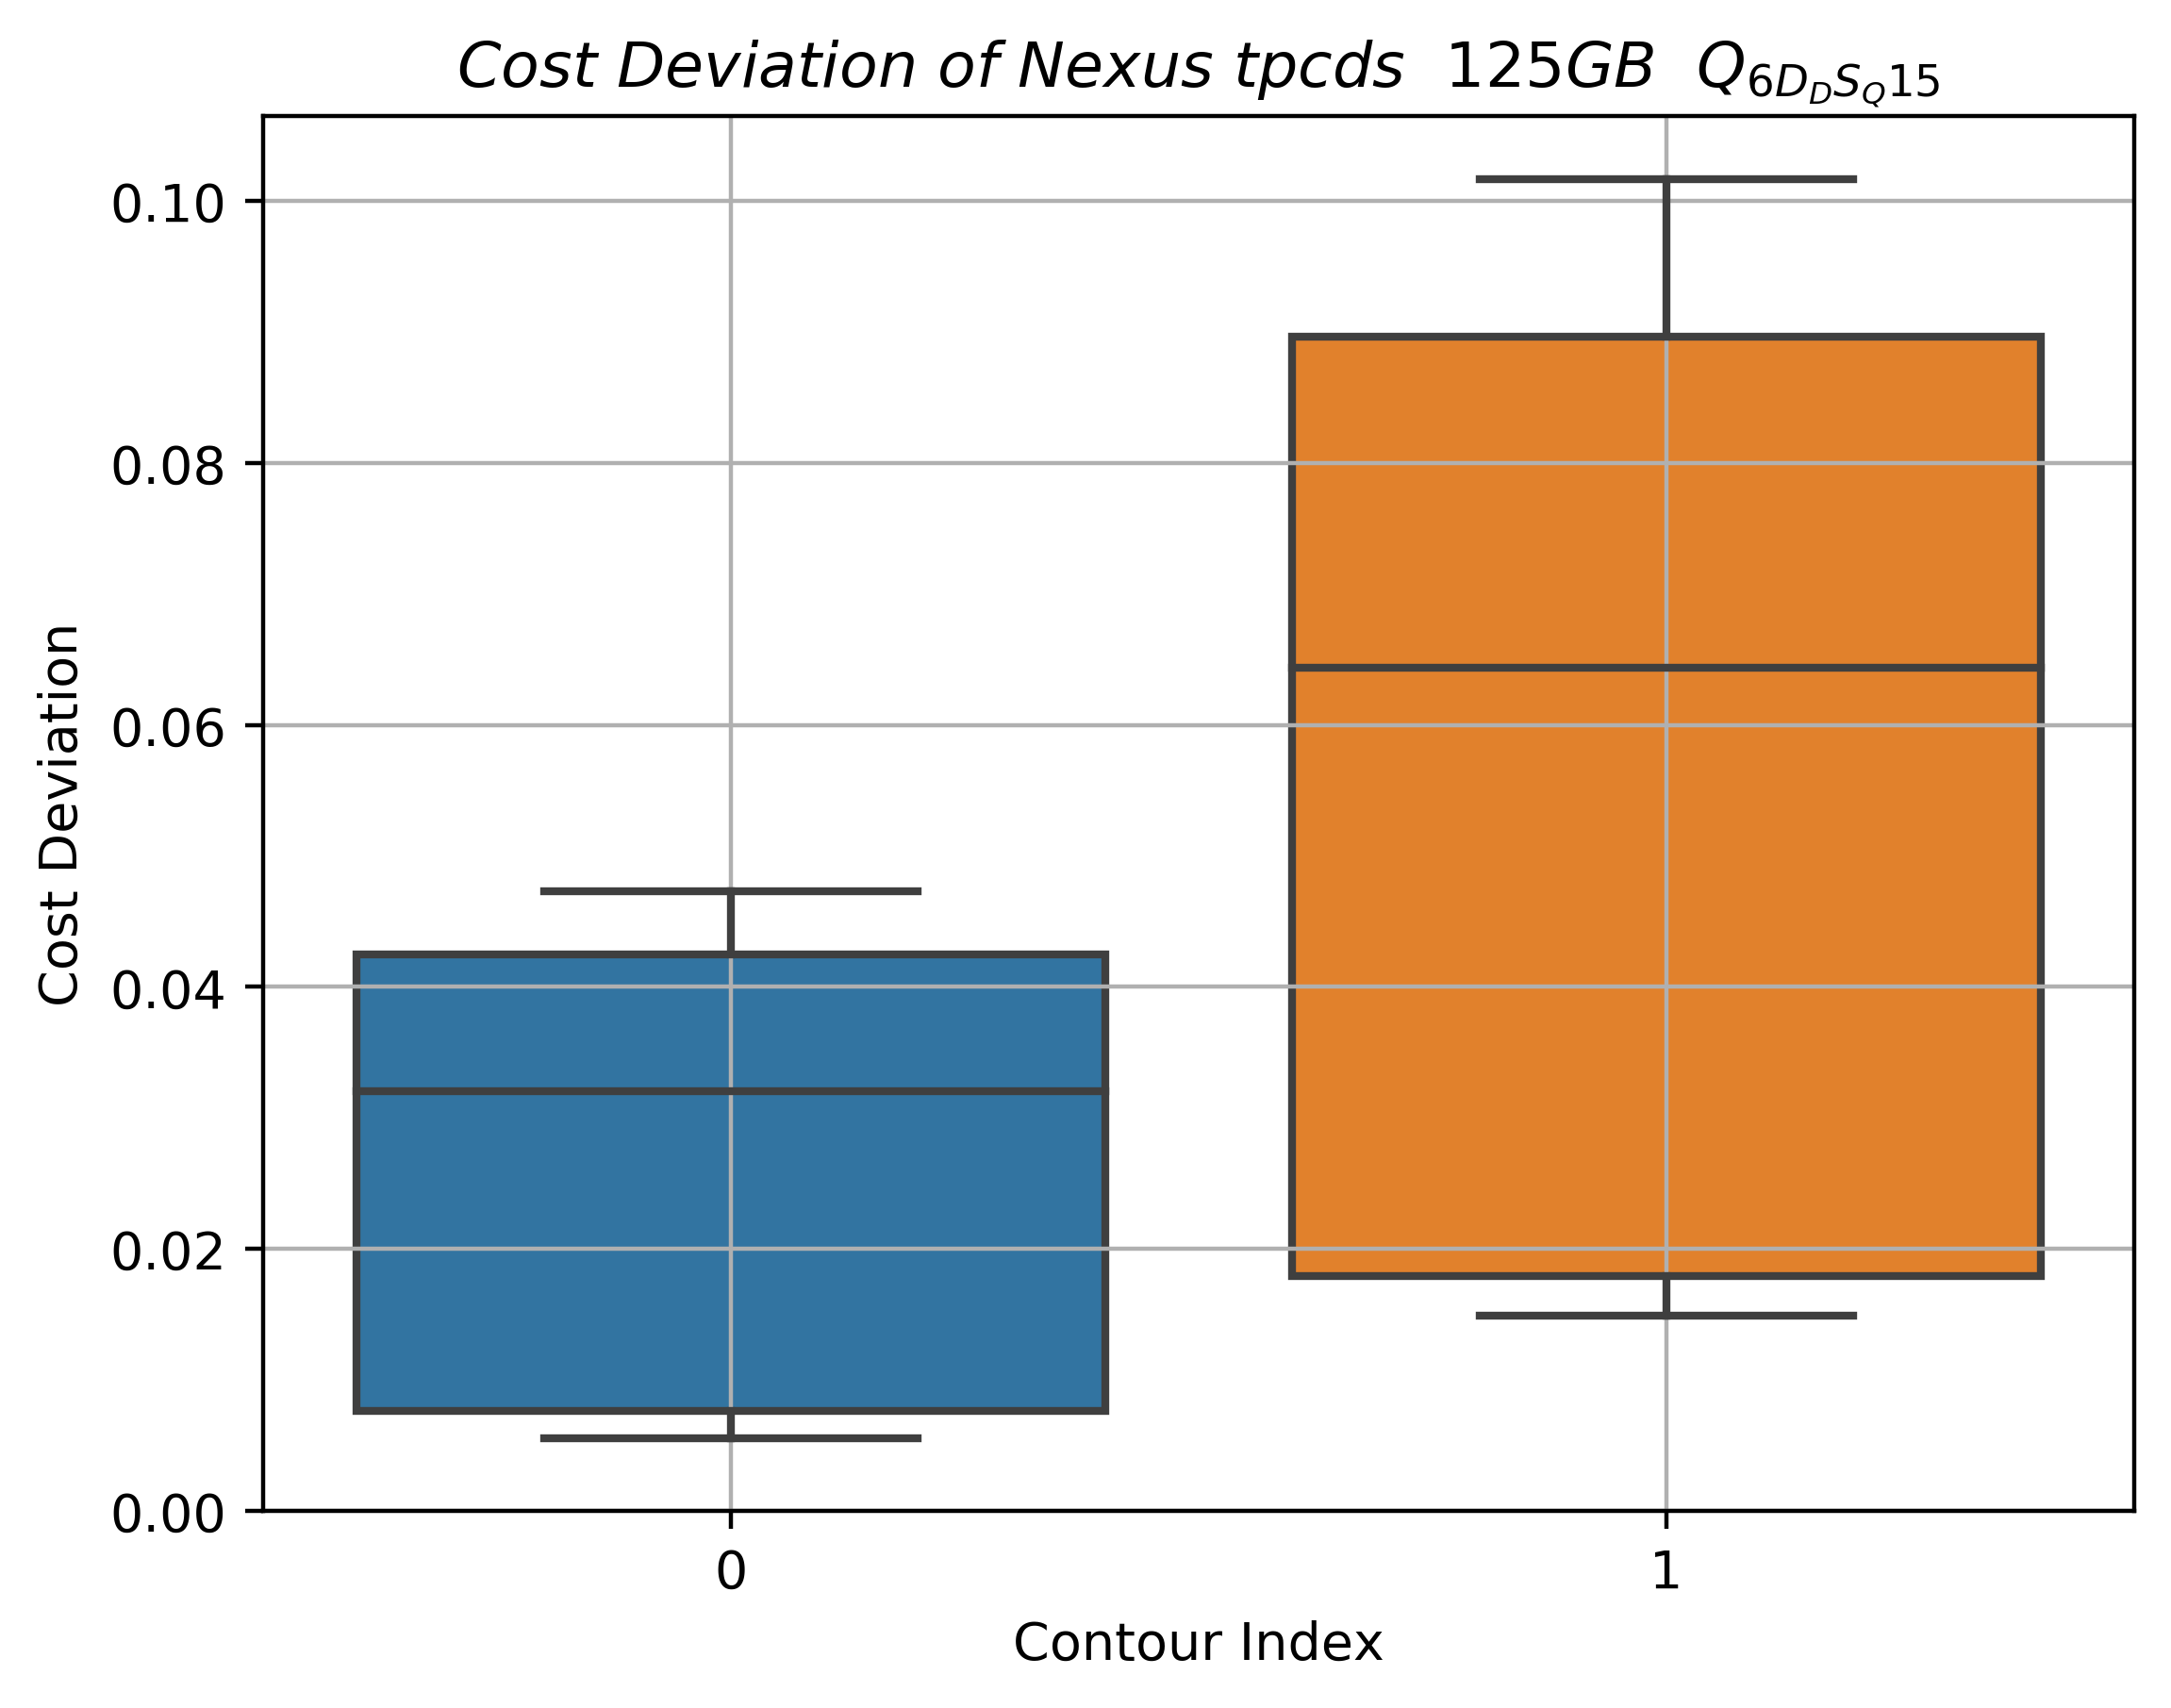 Cost Deviation of Nexus tpcds 125GB Q6DDSQ15
0.10
0.08
0.06
0.04
0.02
0.00
Cost Deviation
0 1
Contour Index